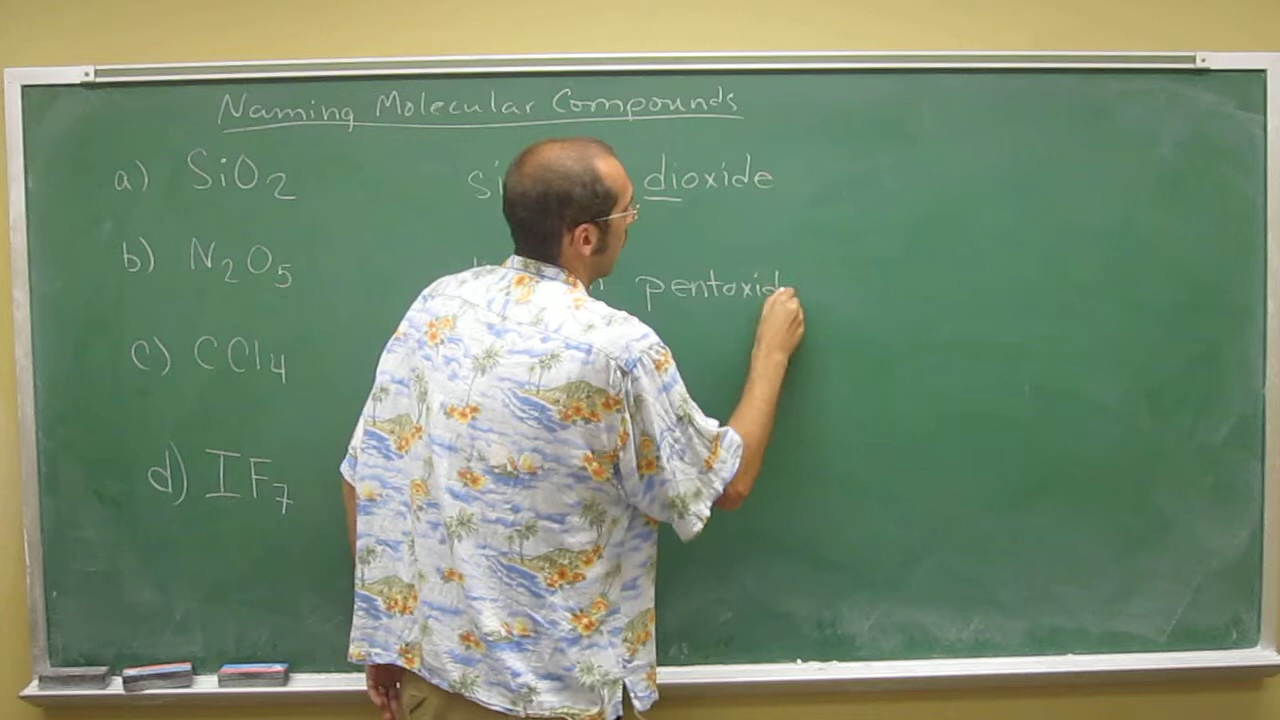 Naming Molecular Compounds
a) SiO₂ dioxide
b) N₂O₅ pentoxid
c) CCl₄
d) IF₇